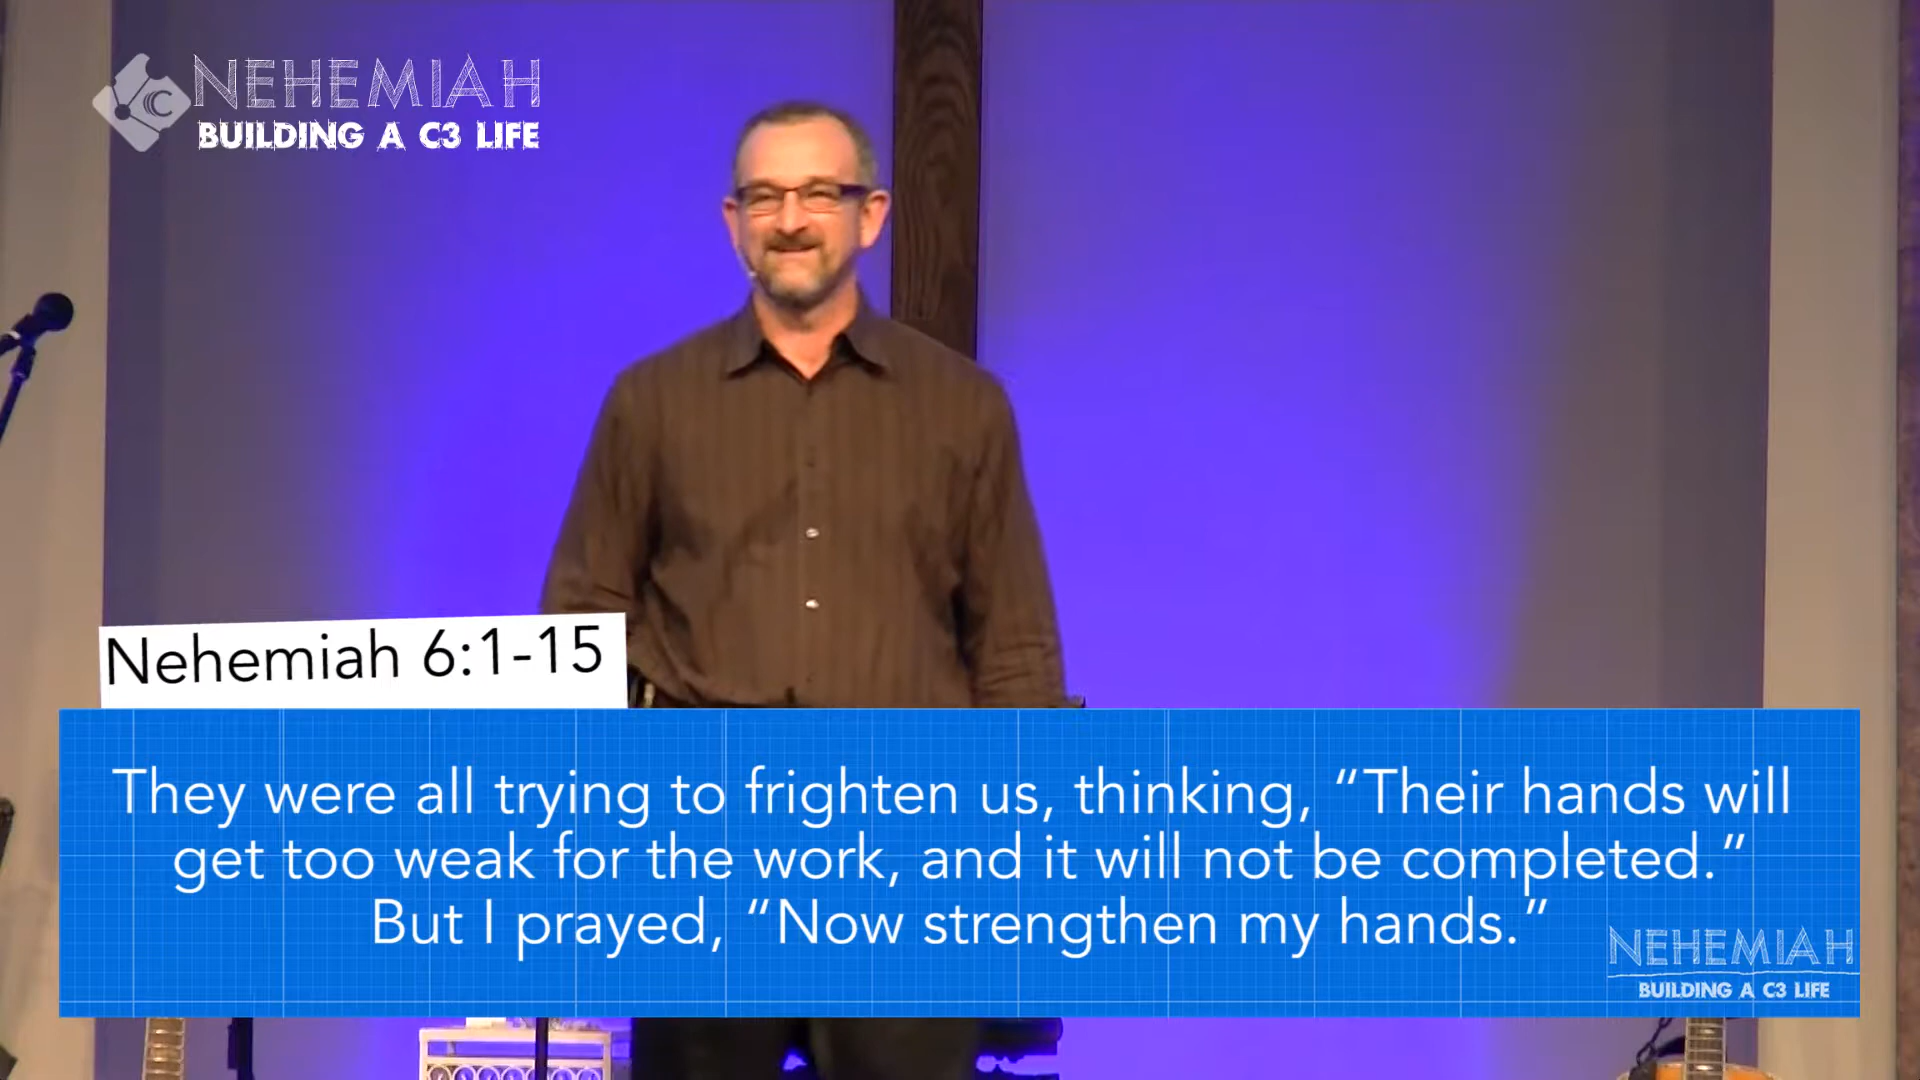 NEHEMIAH
BUILDING A C3 LIFE
Nehemiah 6:1-15
They were all trying to frighten us, thinking, “Their hands will
get too weak for the work, and it will not be completed.”
But I prayed, “Now strengthen my hands.”
NEHEMIAH
BUILDING A C3 LIFE